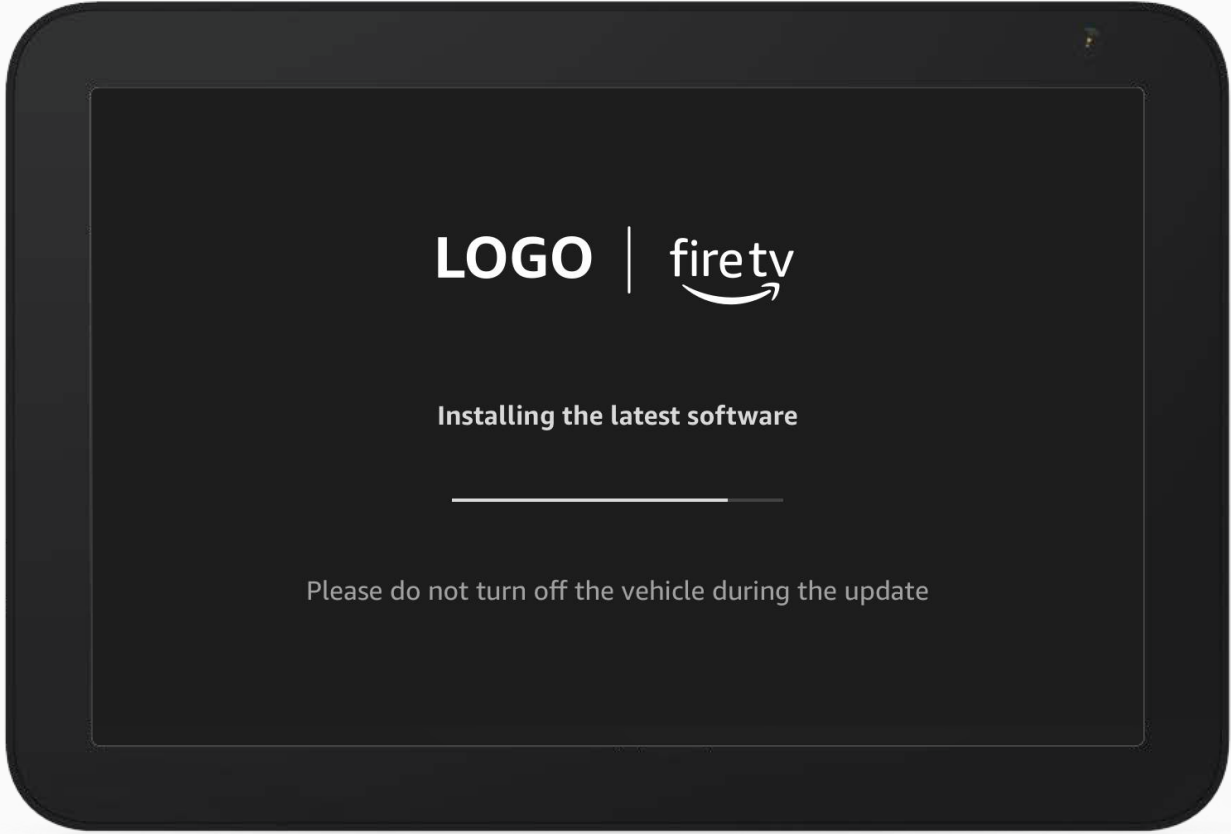 LOGO | fire tv
Installing the latest software
Please do not turn off the vehicle during the update